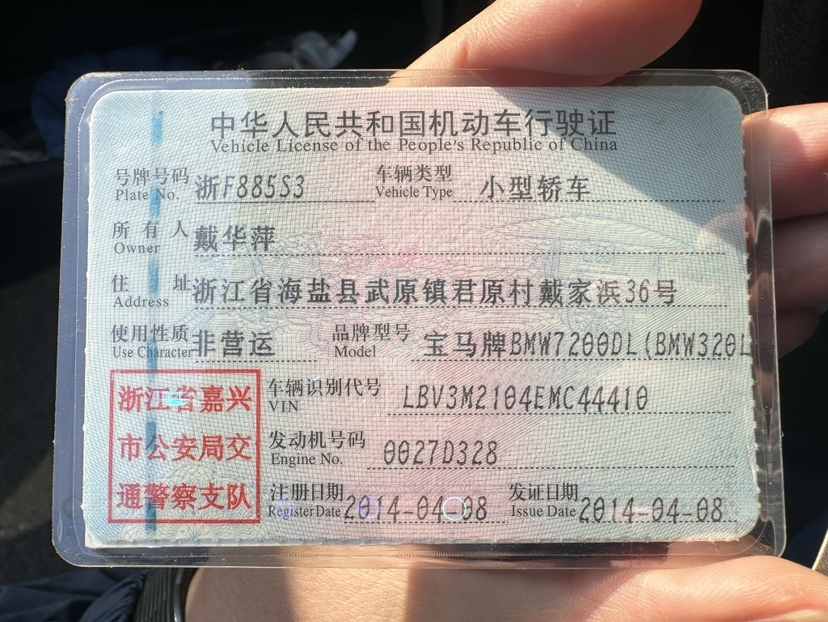 中华人民共和国机动车行驶证
Vehicle License of the People's Republic of China
号牌号码 浙F885S3 车辆类型 小型轿车
Plate No. Vehicle Type
所有人 戴华萍
Owner
住址 浙江省海盐县武原镇君原村戴家浜36号
Address
使用性质 非营运 品牌型号 宝马牌BMW7200DL(BMW320L
Use Character Model
浙江省嘉兴
市公安局交
通警察支队
车辆识别代号 LBV3M2104EMC44410
VIN
发动机号码 0027D328
Engine No.
注册日期 2014-04-08 发证日期 2014-04-08
Register Date Issue Date